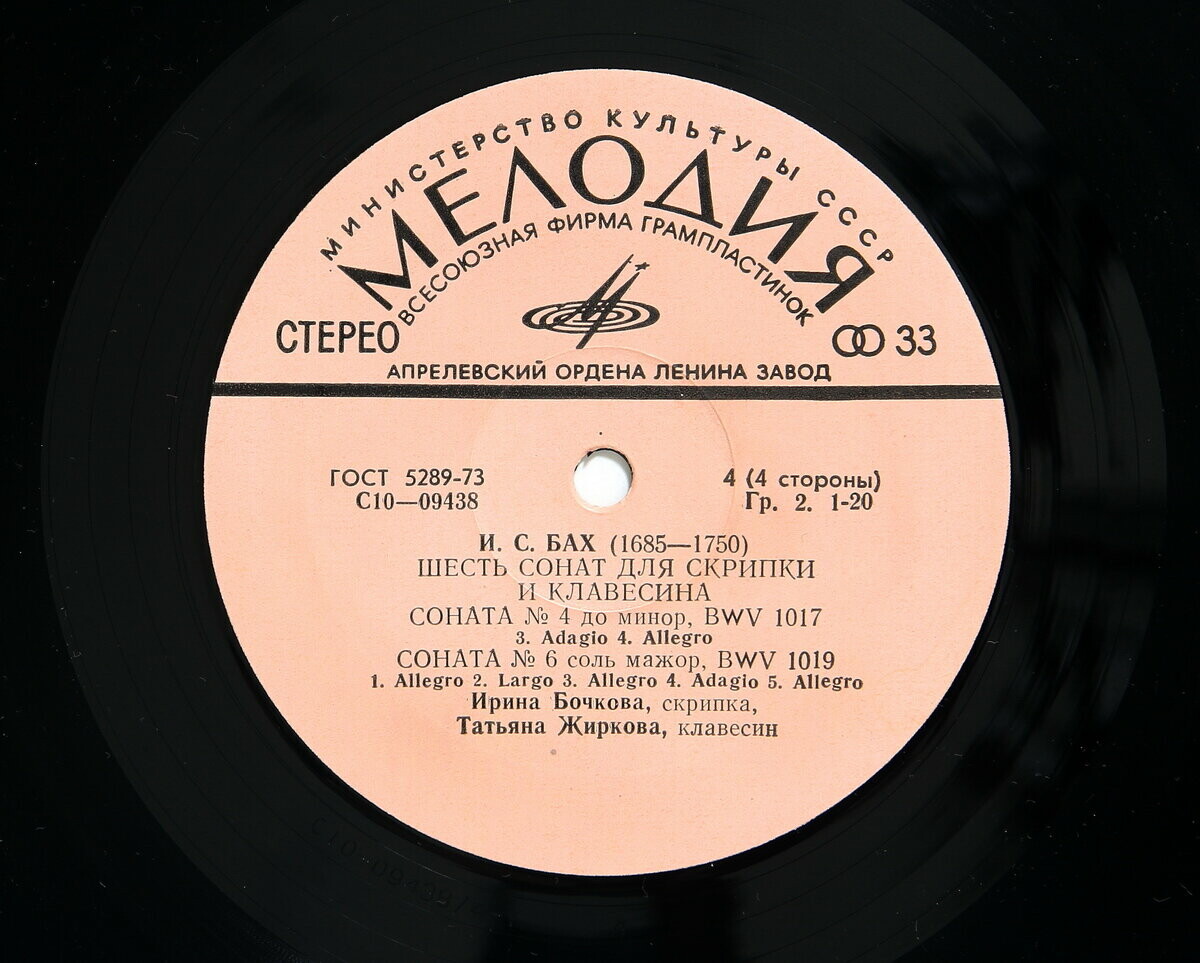 МИНИСТЕРСТВО КУЛЬТУРЫ СССР
МЕЛОДИЯ
ВСЕСОЮЗНАЯ ФИРМА ГРАМПЛАСТИНОК
СТЕРЕО
33
АПРЕЛЕВСКИЙ ОРДЕНА ЛЕНИНА ЗАВОД
ГОСТ 5289-73
С10—09438
4 (4 стороны)
Гр. 2. 1-20
И. С. БАХ (1685—1750)
ШЕСТЬ СОНАТ ДЛЯ СКРИПКИ
И КЛАВЕСИНА
СОНАТА № 4 до минор, BWV 1017
3. Adagio 4. Allegro
СОНАТА № 6 соль мажор, BWV 1019
1. Allegro 2. Largo 3. Allegro 4. Adagio 5. Allegro
Ирина Бочкова, скрипка,
Татьяна Жиркова, клавесин